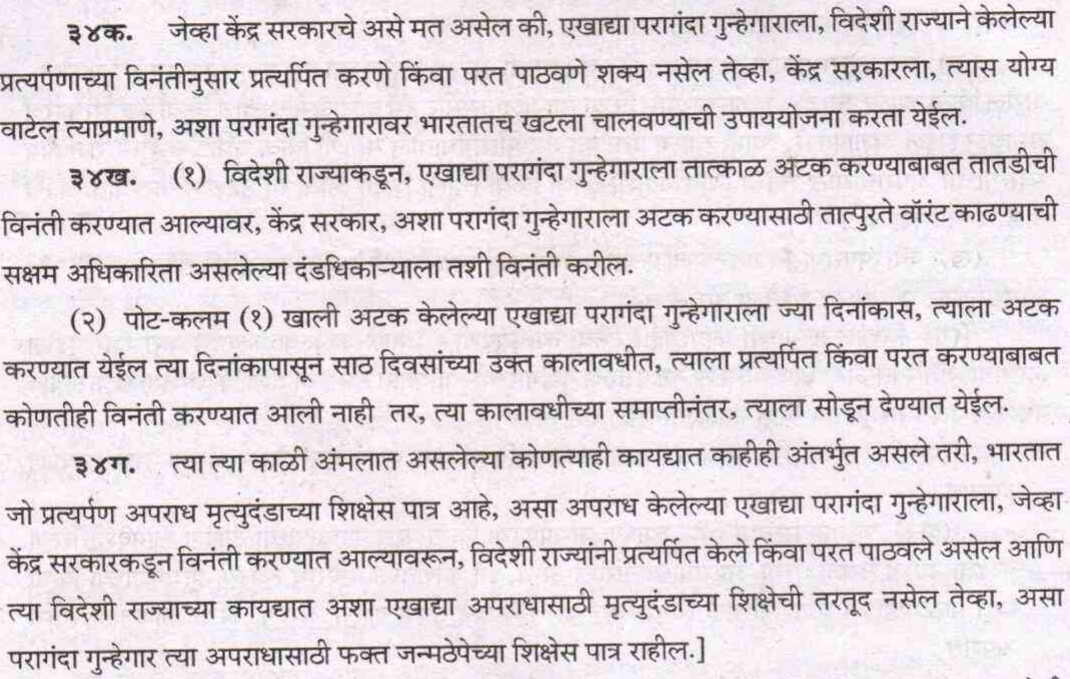 ३४क. जेव्हा केंद्र सरकारचे असे मत असेल की, एखाद्या परागंदा गुन्हेगाराला, विदेशी राज्याने केलेल्या
प्रत्यर्पणाच्या विनंतीनुसार प्रत्यर्पित करणे किंवा परत पाठवणे शक्य नसेल तेव्हा, केंद्र सरकारला, त्यास योग्य
वाटेल त्याप्रमाणे, अशा परागंदा गुन्हेगारावर भारतातच खटला चालवण्याची उपाययोजना करता येईल.
३४ख. (१) विदेशी राज्याकडून, एखाद्या परागंदा गुन्हेगाराला तात्काळ अटक करण्याबाबत तातडीची
विनंती करण्यात आल्यावर, केंद्र सरकार, अशा परागंदा गुन्हेगाराला अटक करण्यासाठी तात्पुरते वॉरंट काढण्याची
सक्षम अधिकारिता असलेल्या दंडधिकाऱ्याला तशी विनंती करील.
(२) पोट-कलम (१) खाली अटक केलेल्या एखाद्या परागंदा गुन्हेगाराला ज्या दिनांकास, त्याला अटक
करण्यात येईल त्या दिनांकापासून साठ दिवसांच्या उक्त कालावधीत, त्याला प्रत्यर्पित किंवा परत करण्याबाबत
कोणतीही विनंती करण्यात आली नाही तर, त्या कालावधीच्या समाप्तीनंतर, त्याला सोडून देण्यात येईल.
३४ग. त्या त्या काळी अंमलात असलेल्या कोणत्याही कायद्यात काहीही अंतर्भुत असले तरी, भारतात
जो प्रत्यर्पण अपराध मृत्युदंडाच्या शिक्षेस पात्र आहे, असा अपराध केलेल्या एखाद्या परागंदा गुन्हेगाराला, जेव्हा
केंद्र सरकारकडून विनंती करण्यात आल्यावरून, विदेशी राज्यांनी प्रत्यर्पित केले किंवा परत पाठवले असेल आणि
त्या विदेशी राज्याच्या कायद्यात अशा एखाद्या अपराधासाठी मृत्युदंडाच्या शिक्षेची तरतूद नसेल तेव्हा, असा
परागंदा गुन्हेगार त्या अपराधासाठी फक्त जन्मठेपेच्या शिक्षेस पात्र राहील.]